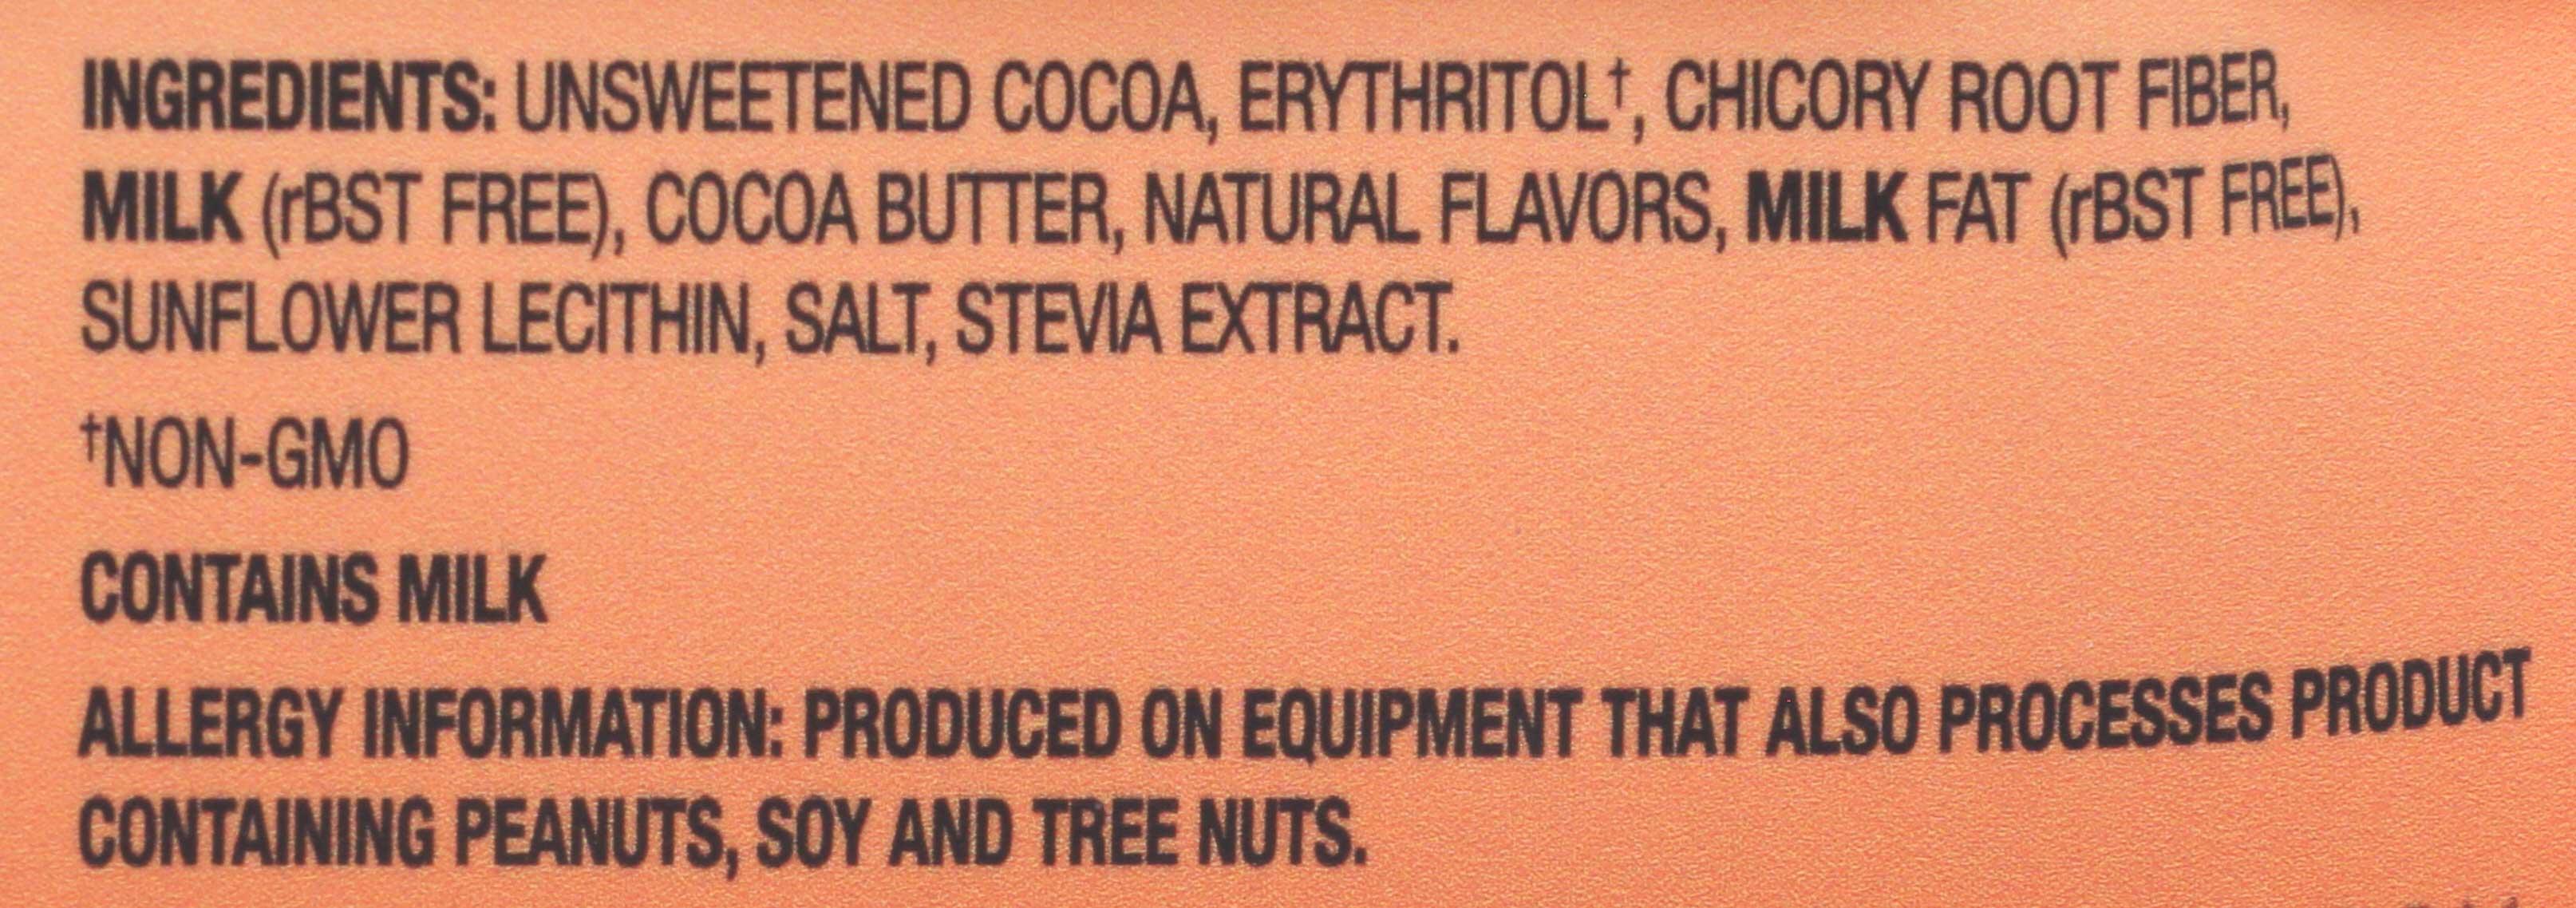 INGREDIENTS: UNSWEETENED COCOA, ERYTHRITOL†, CHICORY ROOT FIBER,
MILK (rBST FREE), COCOA BUTTER, NATURAL FLAVORS, MILK FAT (rBST FREE),
SUNFLOWER LECITHIN, SALT, STEVIA EXTRACT.
†NON-GMO
CONTAINS MILK
ALLERGY INFORMATION: PRODUCED ON EQUIPMENT THAT ALSO PROCESSES PRODUCT
CONTAINING PEANUTS, SOY AND TREE NUTS.